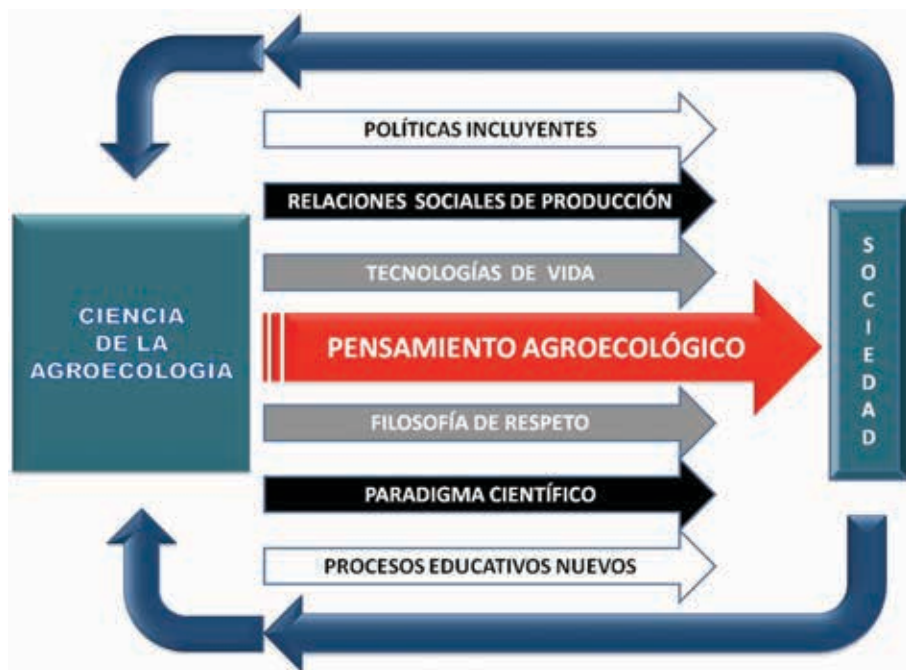 POLÍTICAS INCLUYENTES
RELACIONES SOCIALES DE PRODUCCIÓN
TECNOLOGÍAS DE VIDA
CIENCIA
DE LA
AGROECOLOGIA
PENSAMIENTO AGROECOLÓGICO
SOCIEDAD
FILOSOFÍA DE RESPETO
PARADIGMA CIENTÍFICO
PROCESOS EDUCATIVOS NUEVOS